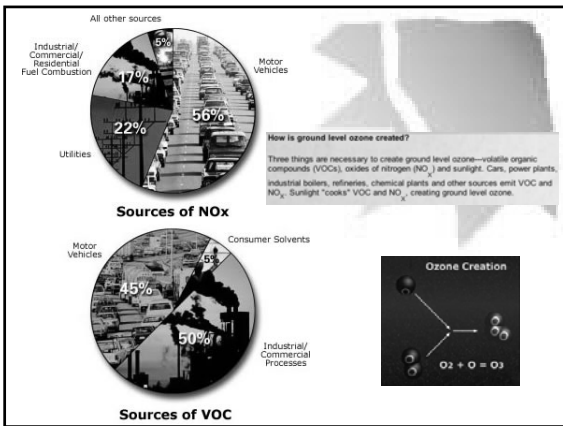 All other sources
5%
Industrial/
Commercial/
Residential
Fuel Combustion
17%
Motor
Vehicles
56%
22%
Utilities
Sources of NOx
How is ground level ozone created?
Three things are necessary to create ground level ozone—volatile organic
compounds (VOCs), oxides of nitrogen (NOX) and sunlight. Cars, power plants,
industrial boilers, refineries, chemical plants and other sources emit VOC and
NOX. Sunlight "cooks" VOC and NOX, creating ground level ozone.
Motor
Vehicles
Consumer Solvents
5%
45%
50%
Industrial/
Commercial
Processes
Sources of VOC
Ozone Creation
O2 + O = O3